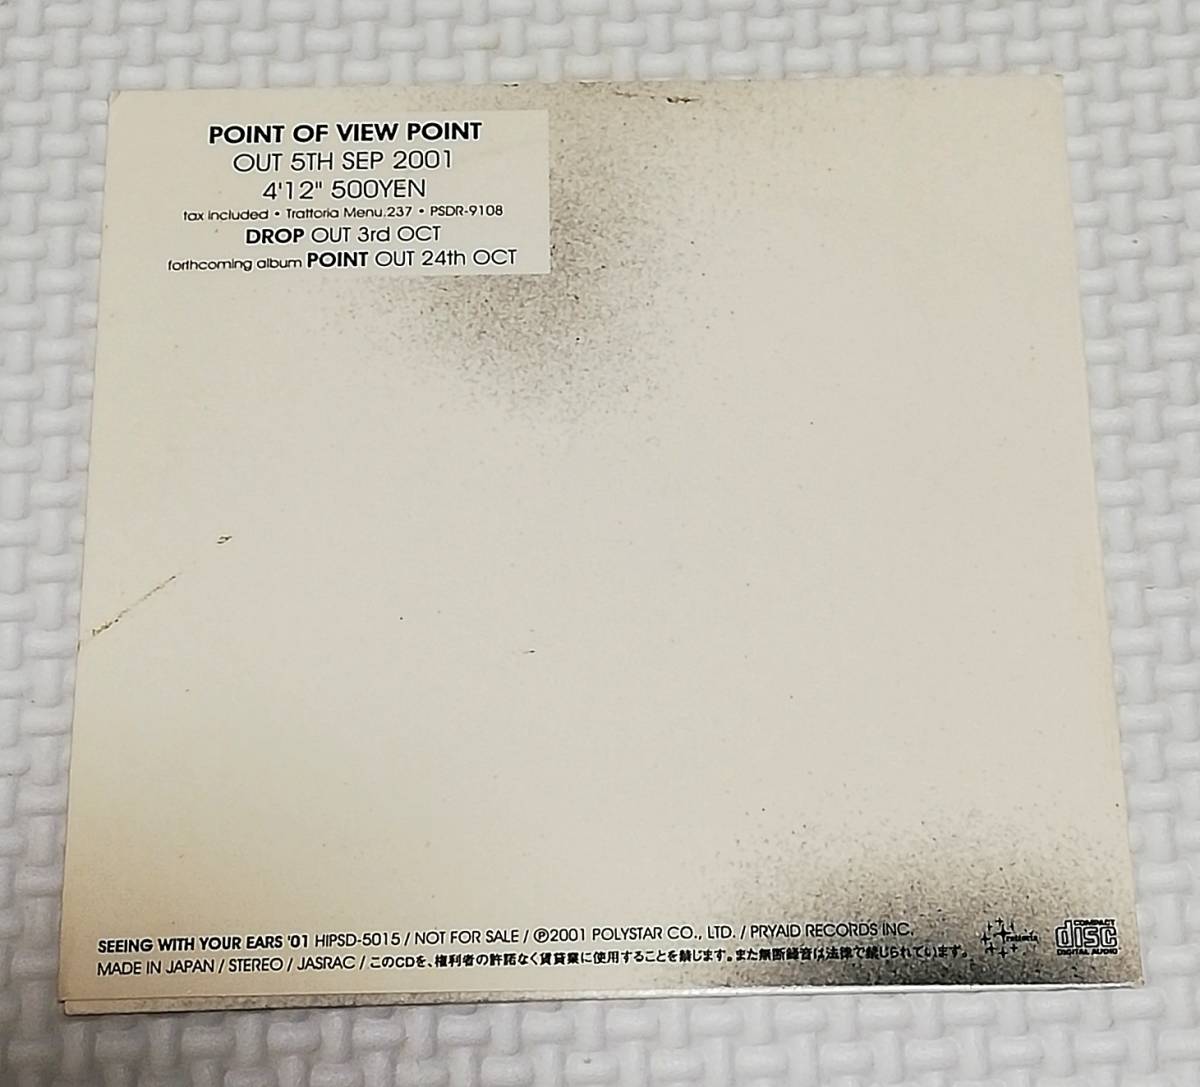 POINT OF VIEW POINT
OUT 5TH SEP 2001
4'12" 500YEN
tax included • Trattoria Menu.237 • PSDR-9108
DROP OUT 3rd OCT
forthcoming album POINT OUT 24th OCT
SEEING WITH YOUR EARS '01 HIPSD-5015 / NOT FOR SALE / ℗2001 POLYSTAR CO., LTD. / PRYAID RECORDS INC.
MADE IN JAPAN / STEREO / JASRAC / このCDを、権利者の許諾なく賃貸業に使用することを禁じます。また無断録音は法律で禁じられています。
Trattoria
COMPACT
disc
DIGITAL AUDIO